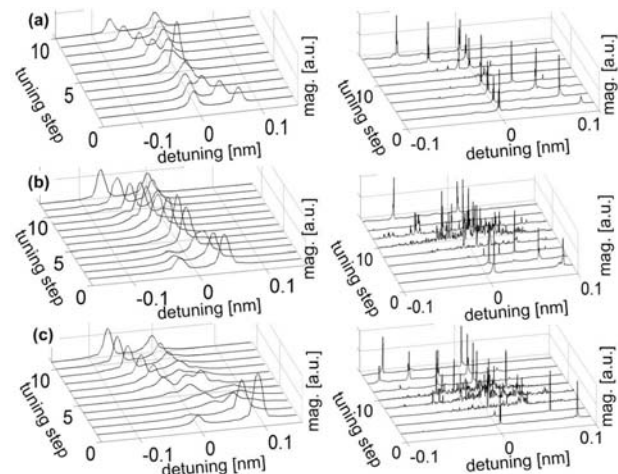 (a)
10
5
0
tuning step
-0.1
0
0.1
detuning [nm]
mag. [a.u.]
10
0
tuning step
-0.1
0
0.1
detuning [nm]
mag. [a.u.]
(b)
10
5
0
tuning step
-0.1
0
0.1
detuning [nm]
mag. [a.u.]
10
0
tuning step
-0.1
0
0.1
detuning [nm]
mag. [a.u.]
(c)
10
5
0
tuning step
-0.1
0
0.1
detuning [nm]
mag. [a.u.]
10
0
tuning step
-0.1
0
0.1
detuning [nm]
mag. [a.u.]